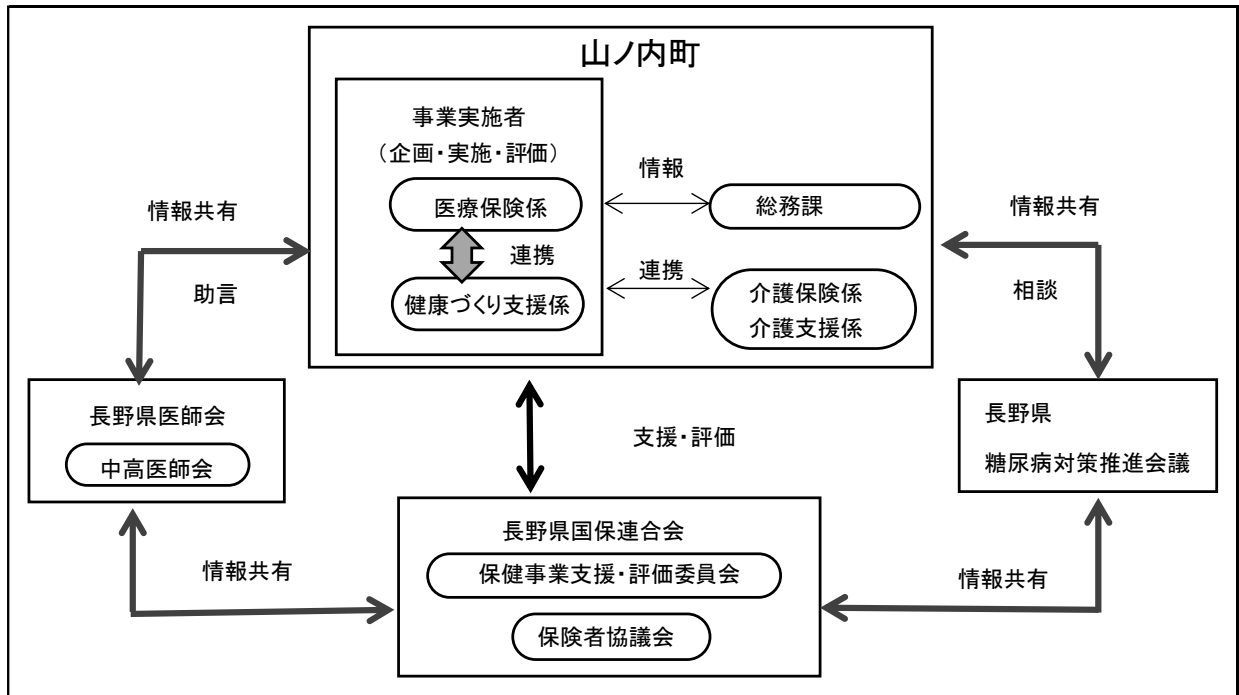 山ノ内町
事業実施者
（企画・実施・評価）
医療保険係
連携
健康づくり支援係
情報
総務課
連携
介護保険係
介護支援係
情報共有
助言
情報共有
相談
長野県医師会
中高医師会
支援・評価
長野県
糖尿病対策推進会議
長野県国保連合会
保健事業支援・評価委員会
保険者協議会
情報共有
情報共有